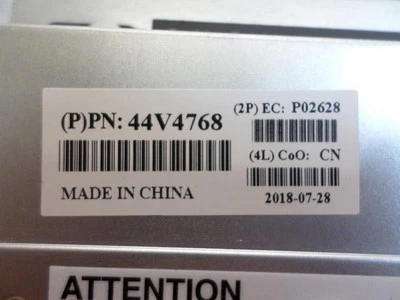 (P)PN: 44V4768
(2P) EC: P02628
(4L) CoO: CN
MADE IN CHINA
2018-07-28
ATTENTION